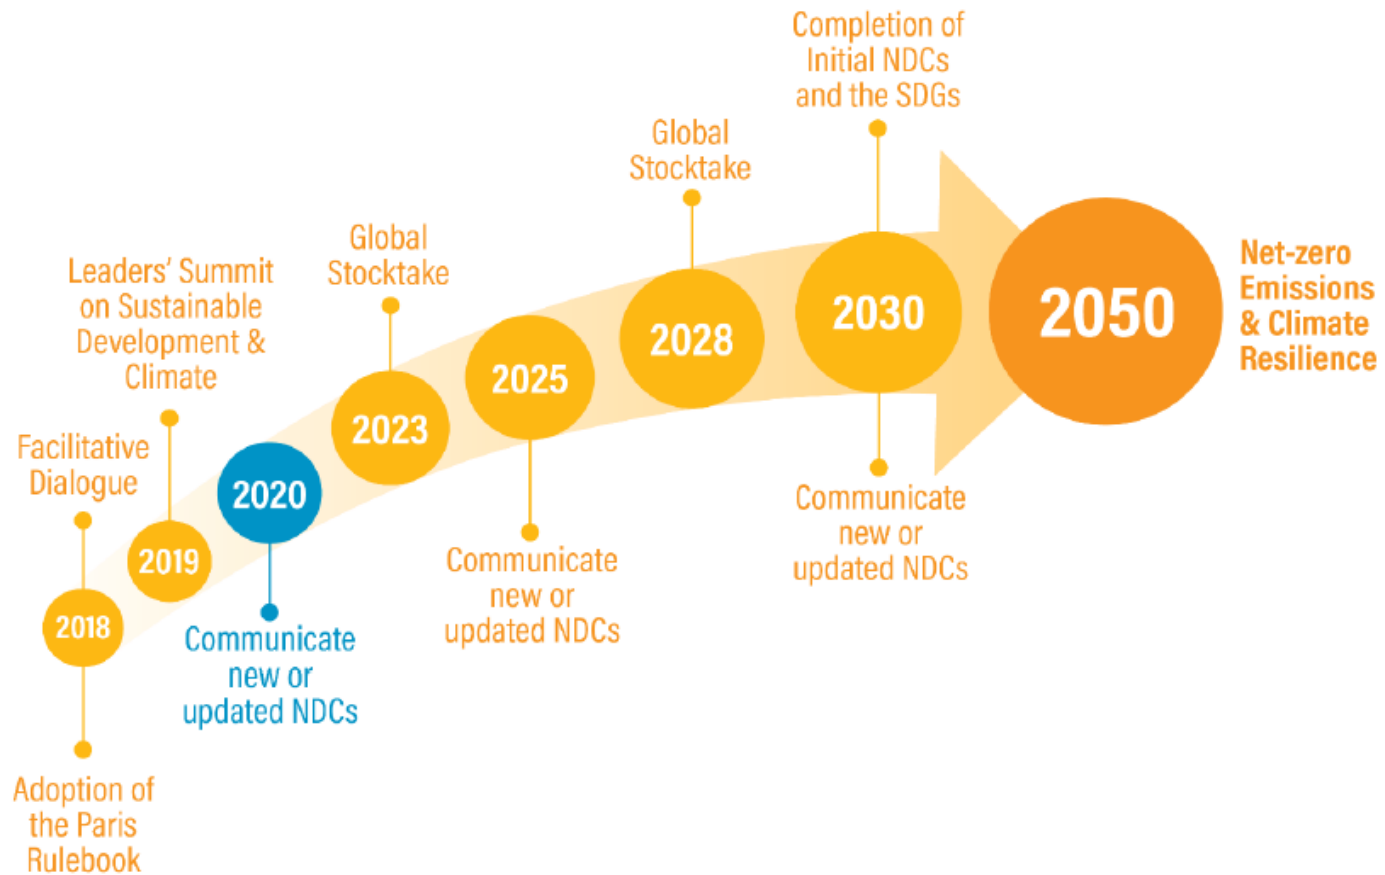 Facilitative
Dialogue
2018
Adoption of
the Paris
Rulebook
Leaders’ Summit
on Sustainable
Development &
Climate
2019
2020
Communicate
new or
updated NDCs
Global
Stocktake
2023
2025
Communicate
new or
updated NDCs
Global
Stocktake
2028
Completion of
Initial NDCs
and the SDGs
2030
Communicate
new or
updated NDCs
2050
Net-zero
Emissions
& Climate
Resilience